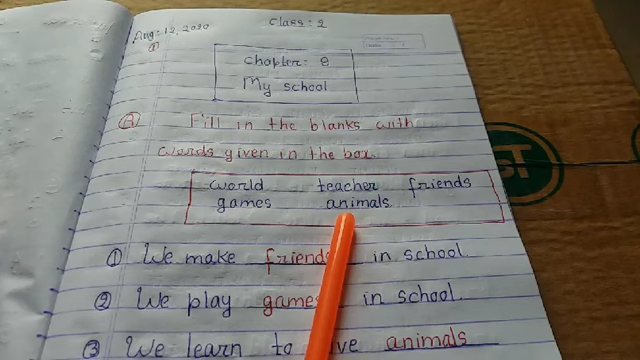 Aug: 12, 2020
Class: 2
①
chapter: 2
My school
(A) Fill in the blanks with
words given in the box
world teacher friends
games animals
① We make friends in school.
② We play games in school.
③ We learn to animals